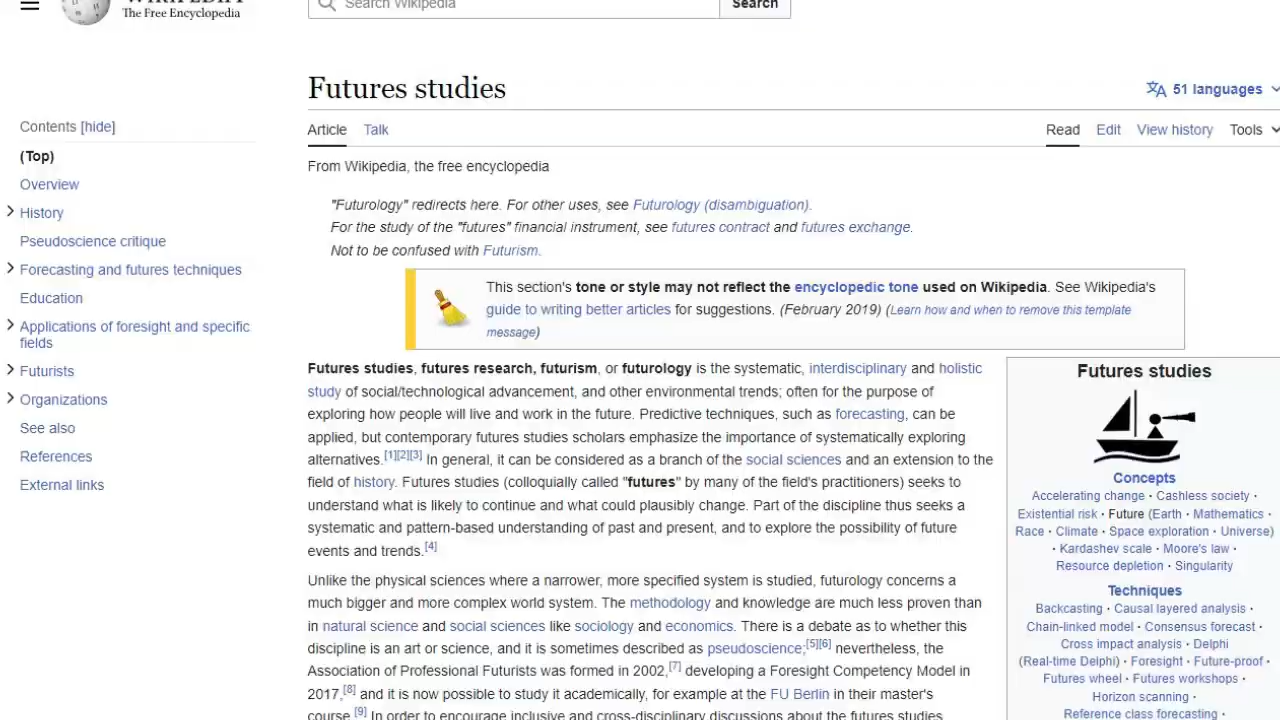 WIKIPEDIA
The Free Encyclopedia
Search Wikipedia
Search
Futures studies
51 languages
Contents [hide]
Article
Talk
Read
Edit
View history
Tools
(Top)
From Wikipedia, the free encyclopedia
Overview
History
Pseudoscience critique
Forecasting and futures techniques
Education
Applications of foresight and specific
fields
Futurists
Organizations
See also
References
External links
"Futurology" redirects here. For other uses, see Futurology (disambiguation).
For the study of the "futures" financial instrument, see futures contract and futures exchange.
Not to be confused with Futurism.
This section's tone or style may not reflect the encyclopedic tone used on Wikipedia. See Wikipedia's
guide to writing better articles for suggestions. (February 2019) (Learn how and when to remove this template
message)
Futures studies, futures research, futurism, or futurology is the systematic, interdisciplinary and holistic
study of social/technological advancement, and other environmental trends; often for the purpose of
exploring how people will live and work in the future. Predictive techniques, such as forecasting, can be
applied, but contemporary futures studies scholars emphasize the importance of systematically exploring
alternatives.[1][2][3] In general, it can be considered as a branch of the social sciences and an extension to the
field of history. Futures studies (colloquially called "futures" by many of the field's practitioners) seeks to
understand what is likely to continue and what could plausibly change. Part of the discipline thus seeks a
systematic and pattern-based understanding of past and present, and to explore the possibility of future
events and trends.[4]
Unlike the physical sciences where a narrower, more specified system is studied, futurology concerns a
much bigger and more complex world system. The methodology and knowledge are much less proven than
in natural science and social sciences like sociology and economics. There is a debate as to whether this
discipline is an art or science, and it is sometimes described as pseudoscience;[5][6] nevertheless, the
Association of Professional Futurists was formed in 2002,[7] developing a Foresight Competency Model in
2017,[8] and it is now possible to study it academically, for example at the FU Berlin in their master's
course.[9] In order to encourage inclusive and cross-disciplinary discussions about the futures studies,
Futures studies
Concepts
Accelerating change · Cashless society ·
Existential risk · Future (Earth · Mathematics ·
Race · Climate · Space exploration · Universe)
· Kardashev scale · Moore's law ·
Resource depletion · Singularity
Techniques
Backcasting · Causal layered analysis ·
Chain-linked model · Consensus forecast ·
Cross impact analysis · Delphi
(Real-time Delphi) · Foresight · Future-proof ·
Futures wheel · Futures workshops ·
Horizon scanning ·
Reference class forecasting ·